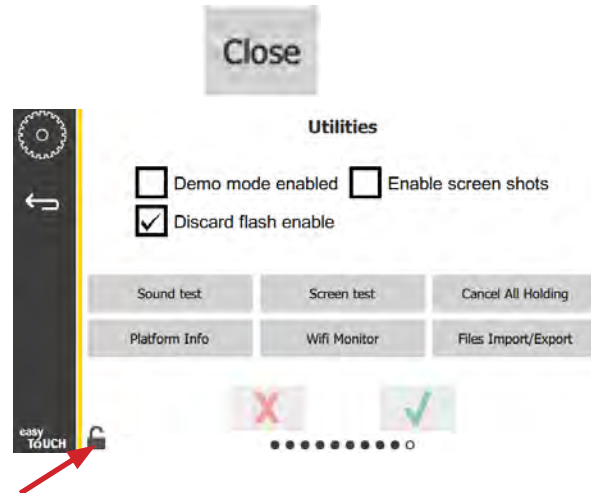 Close
Utilities
Demo mode enabled Enable screen shots
Discard flash enable
Sound test Screen test Cancel All Holding
Platform Info Wifi Monitor Files Import/Export
easy
TOUCH